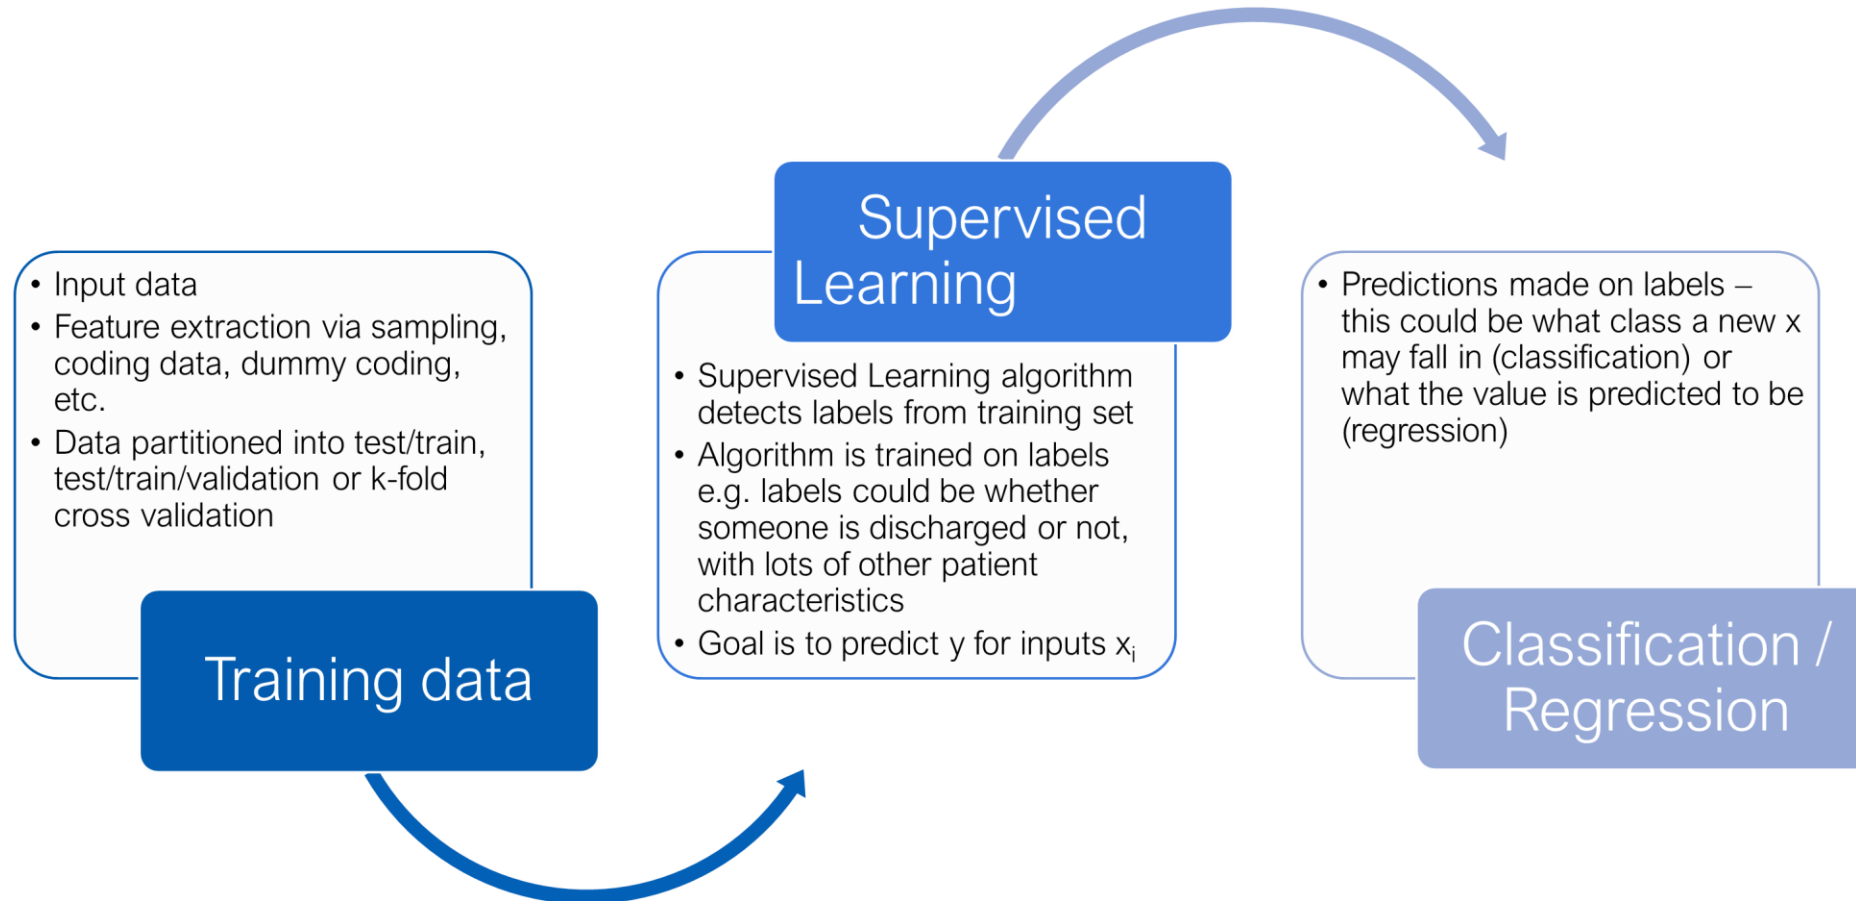 • Input data
• Feature extraction via sampling,
coding data, dummy coding,
etc.
• Data partitioned into test/train,
test/train/validation or k-fold
cross validation
Training data
Supervised
Learning
• Supervised Learning algorithm
detects labels from training set
• Algorithm is trained on labels
e.g. labels could be whether
someone is discharged or not,
with lots of other patient
characteristics
• Goal is to predict y for inputs xᵢ
• Predictions made on labels –
this could be what class a new x
may fall in (classification) or
what the value is predicted to be
(regression)
Classification /
Regression